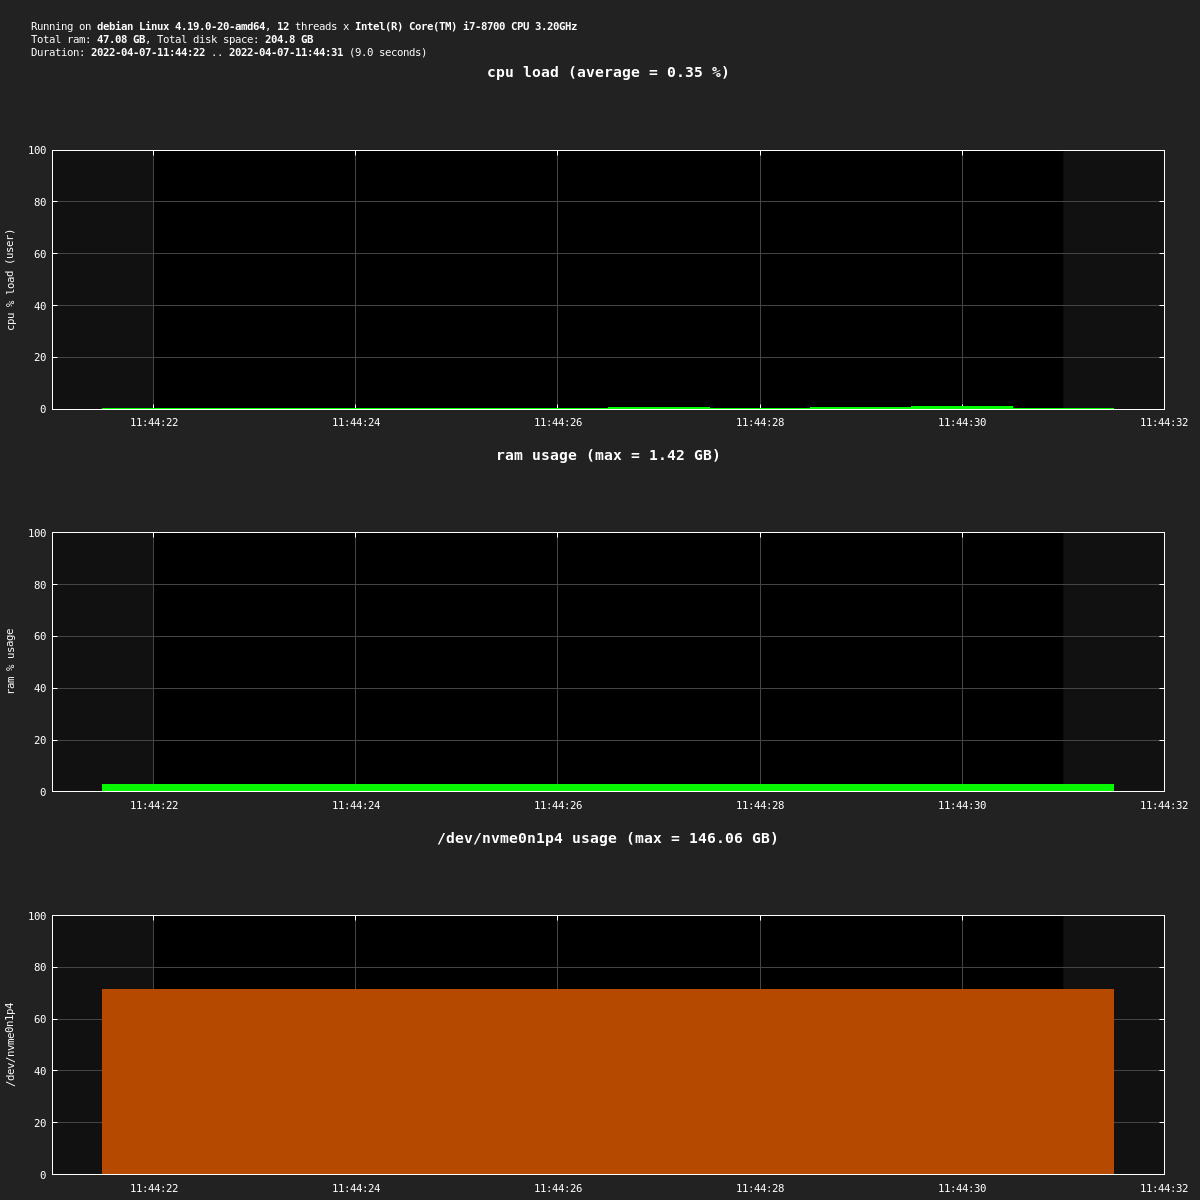 Running on debian Linux 4.19.0-20-amd64, 12 threads x Intel(R) Core(TM) i7-8700 CPU 3.20GHz
Total ram: 47.08 GB, Total disk space: 204.8 GB
Duration: 2022-04-07-11:44:22 .. 2022-04-07-11:44:31 (9.0 seconds)
cpu load (average = 0.35 %)
cpu % load (user)
100
80
60
40
20
0
11:44:22 11:44:24 11:44:26 11:44:28 11:44:30 11:44:32
ram usage (max = 1.42 GB)
ram % usage
100
80
60
40
20
0
11:44:22 11:44:24 11:44:26 11:44:28 11:44:30 11:44:32
/dev/nvme0n1p4 usage (max = 146.06 GB)
/dev/nvme0n1p4
100
80
60
40
20
0
11:44:22 11:44:24 11:44:26 11:44:28 11:44:30 11:44:32